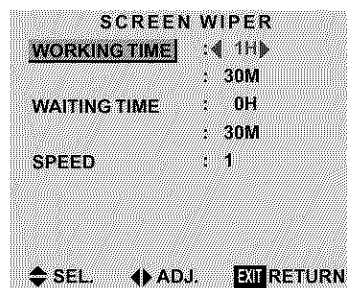 SCREEN WIPER
WORKING TIME : ◀ 1H ▶
: 30M
WAITING TIME : 0H
: 30M
SPEED : 1
SEL. ADJ. EXIT RETURN